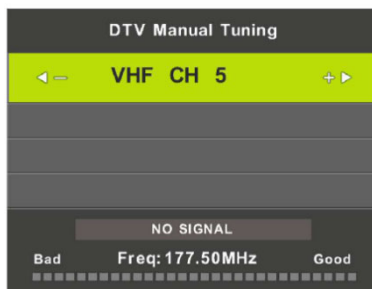 DTV Manual Tuning
− VHF CH 5 +
NO SIGNAL
Bad Freq:177.50MHz Good